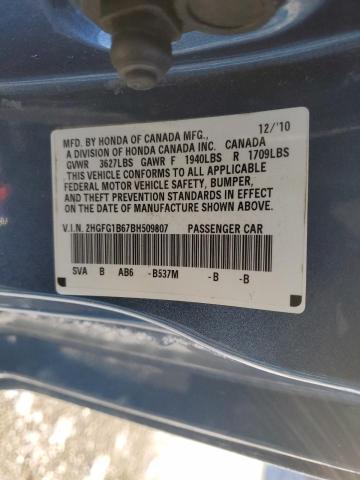 MFD. BY HONDA OF CANADA MFG., 12/'10
A DIVISION OF HONDA CANADA INC. CANADA
GVWR 3627LBS GAWR F 1940LBS R 1709LBS
THIS VEHICLE CONFORMS TO ALL APPLICABLE
FEDERAL MOTOR VEHICLE SAFETY, BUMPER,
AND THEFT PREVENTION STANDARDS IN EFFECT
ON THE DATE OF MANUFACTURE SHOWN ABOVE.
V.I.N. 2HGFG1B67BH509807 PASSENGER CAR
SVA B AB6 -B537M -B -B